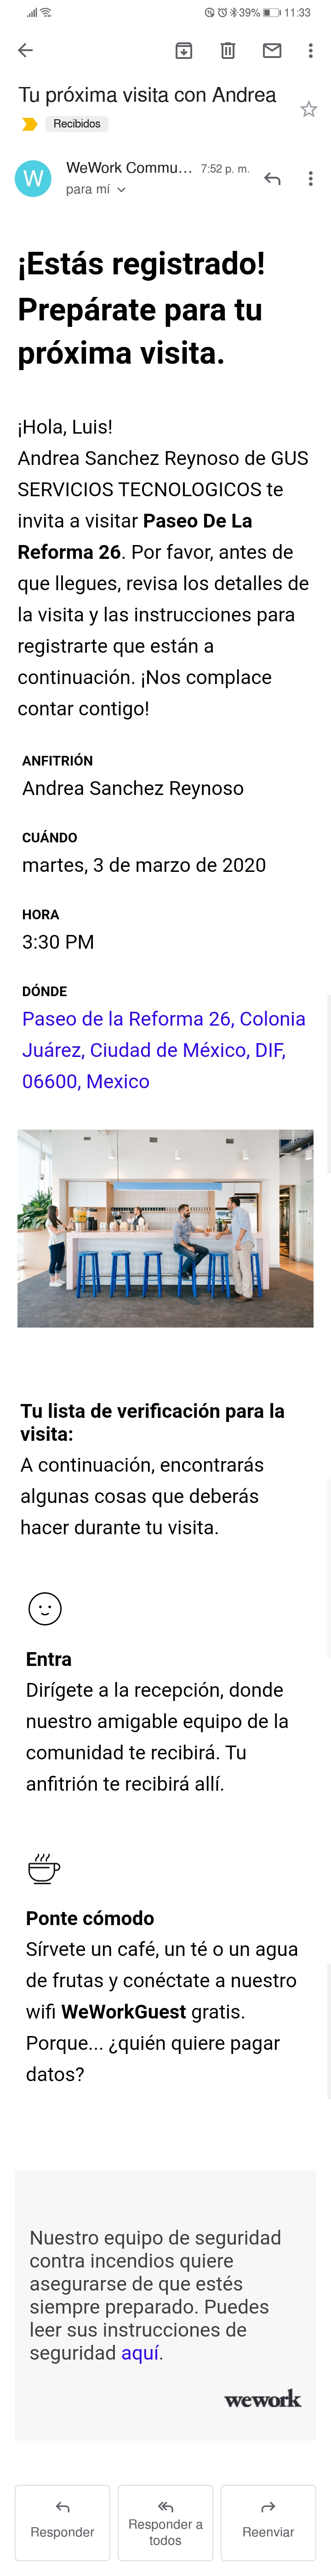 39% 11:33
Tu próxima visita con Andrea
Recibidos
W
WeWork Commu... 7:52 p. m.
para mí
¡Estás registrado!
Prepárate para tu
próxima visita.
¡Hola, Luis!
Andrea Sanchez Reynoso de GUS
SERVICIOS TECNOLOGICOS te
invita a visitar Paseo De La
Reforma 26. Por favor, antes de
que llegues, revisa los detalles de
la visita y las instrucciones para
registrarte que están a
continuación. ¡Nos complace
contar contigo!
ANFITRIÓN
Andrea Sanchez Reynoso
CUÁNDO
martes, 3 de marzo de 2020
HORA
3:30 PM
DÓNDE
Paseo de la Reforma 26, Colonia
Juárez, Ciudad de México, DIF,
06600, Mexico
Tu lista de verificación para la
visita:
A continuación, encontrarás
algunas cosas que deberás
hacer durante tu visita.
Entra
Dirígete a la recepción, donde
nuestro amigable equipo de la
comunidad te recibirá. Tu
anfitrión te recibirá allí.
Ponte cómodo
Sírvete un café, un té o un agua
de frutas y conéctate a nuestro
wifi WeWorkGuest gratis.
Porque... ¿quién quiere pagar
datos?
Nuestro equipo de seguridad
contra incendios quiere
asegurarse de que estés
siempre preparado. Puedes
leer sus instrucciones de
seguridad aquí.
wework
Responder
Responder a
todos
Reenviar